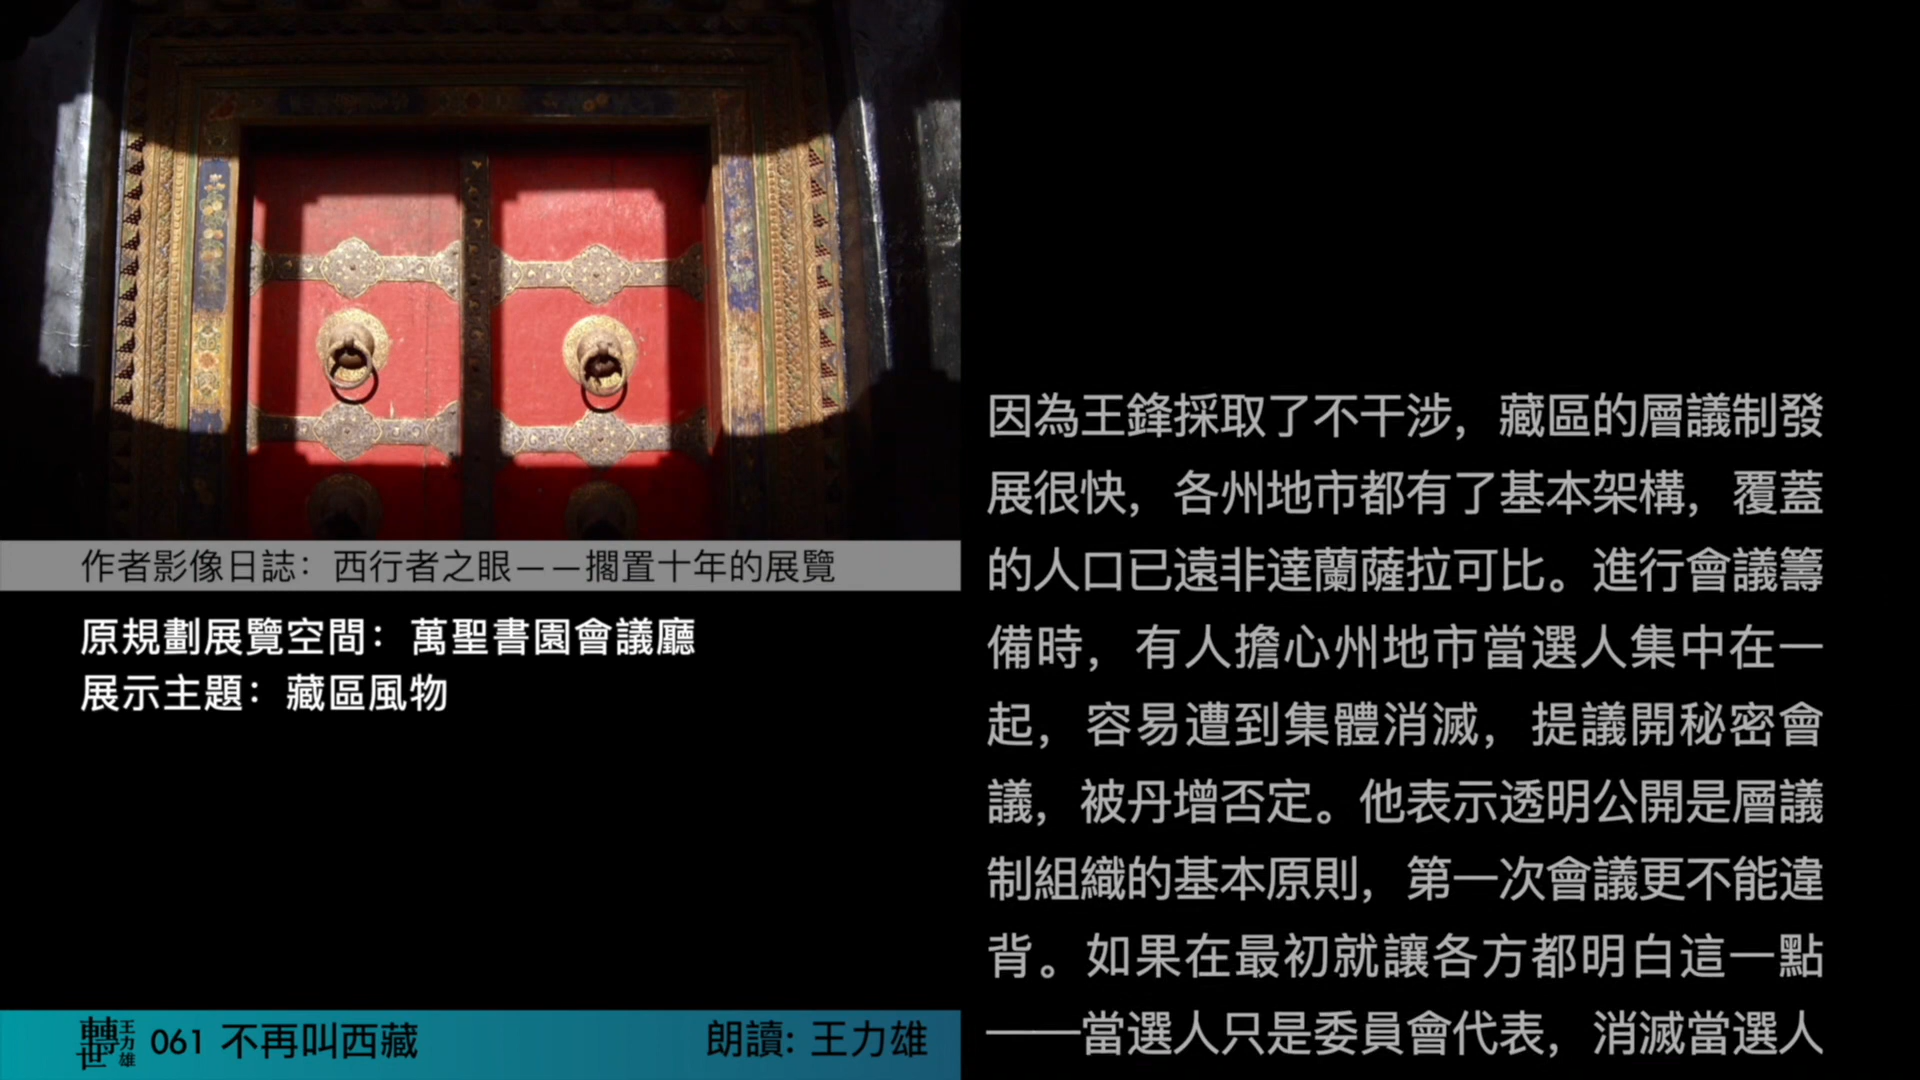 作者影像日誌：西行者之眼——擱置十年的展覽
原規劃展覽空間：萬聖書園會議廳
展示主題：藏區風物
轉世
王力雄
061 不再叫西藏
朗讀：王力雄
因為王鋒採取了不干涉，藏區的層議制發
展很快，各州地市都有了基本架構，覆蓋
的人口已遠非達蘭薩拉可比。進行會議籌
備時，有人擔心州地市當選人集中在一
起，容易遭到集體消滅，提議開秘密會
議，被丹增否定。他表示透明公開是層議
制組織的基本原則，第一次會議更不能違
背。如果在最初就讓各方都明白這一點
——當選人只是委員會代表，消滅當選人